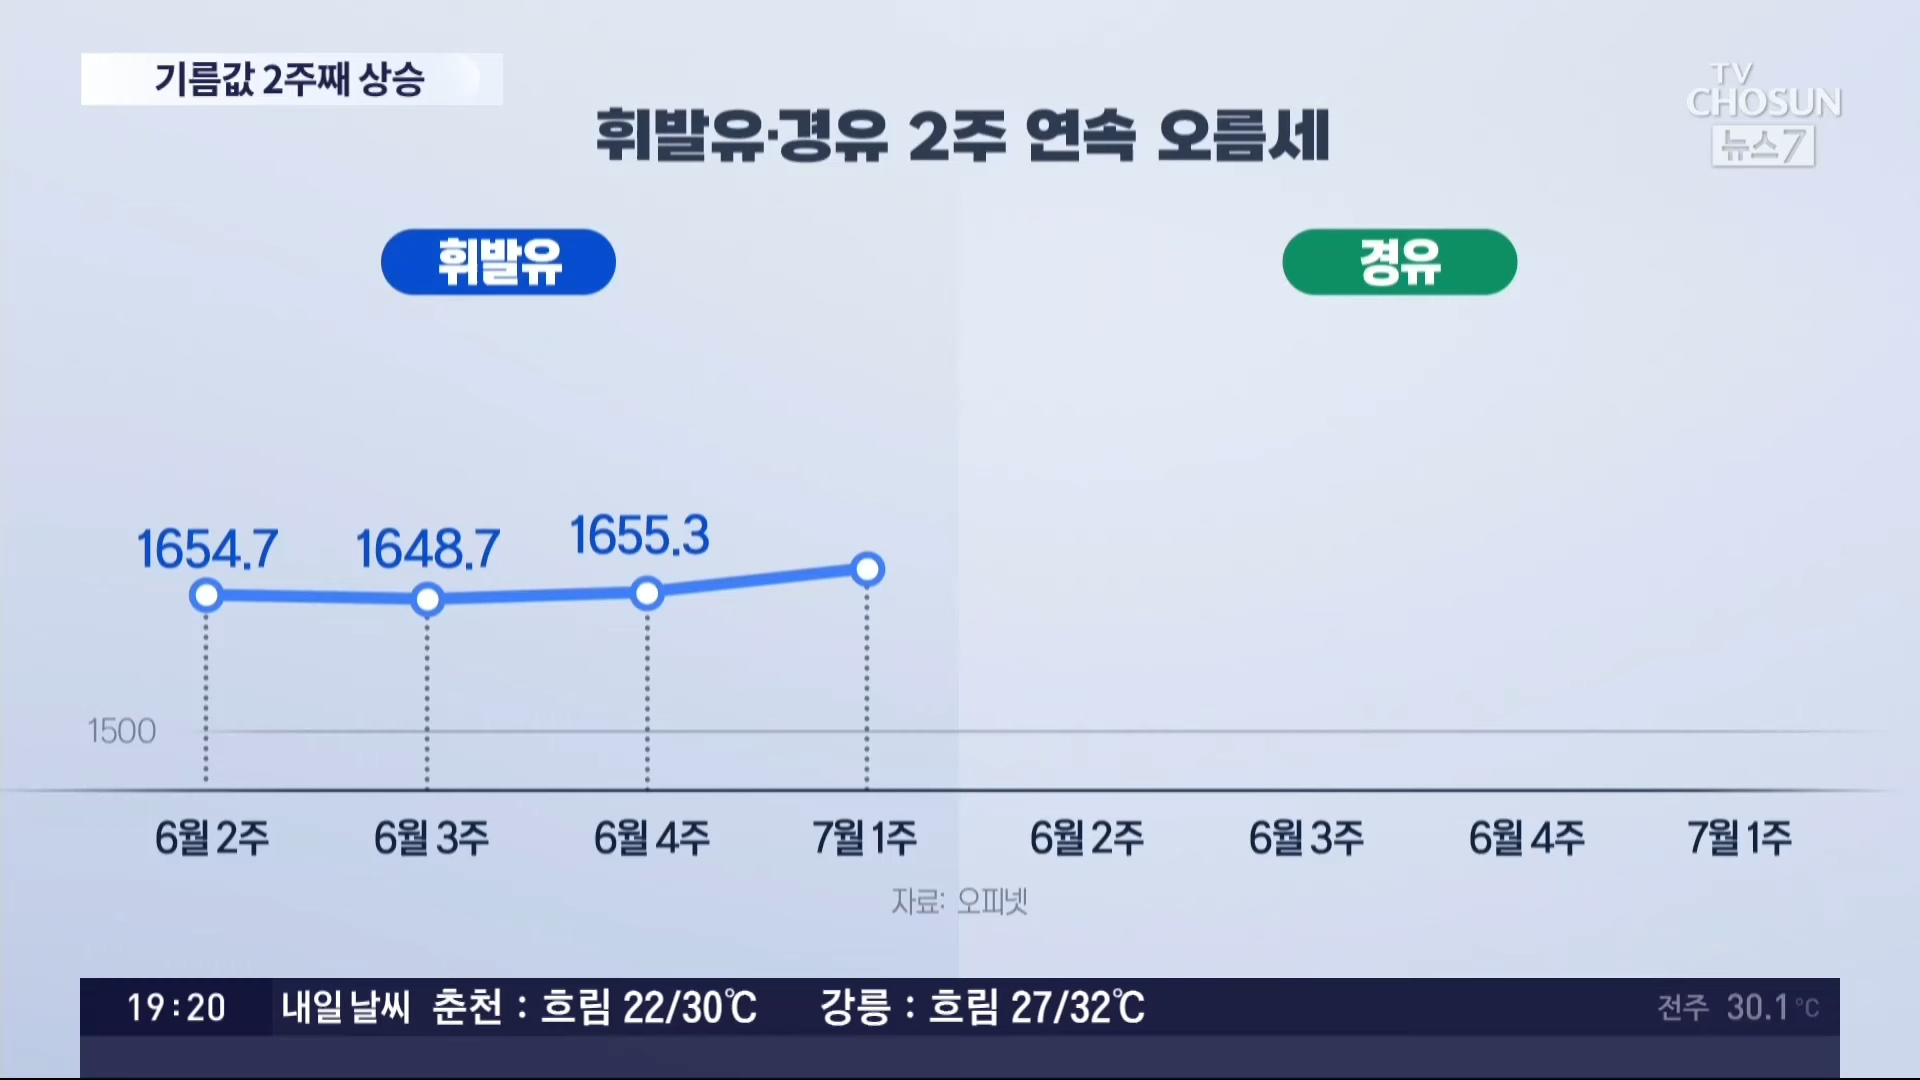 기름값 2주째 상승
TV
CHOSUN
뉴스7
휘발유·경유 2주 연속 오름세
휘발유
경유
1654.7
1648.7
1655.3
1500
6월 2주
6월 3주
6월 4주
7월 1주
6월 2주
6월 3주
6월 4주
7월 1주
자료: 오피넷
19:20 내일 날씨 춘천 : 흐림 22/30℃ 강릉 : 흐림 27/32℃ 전주 30.1℃